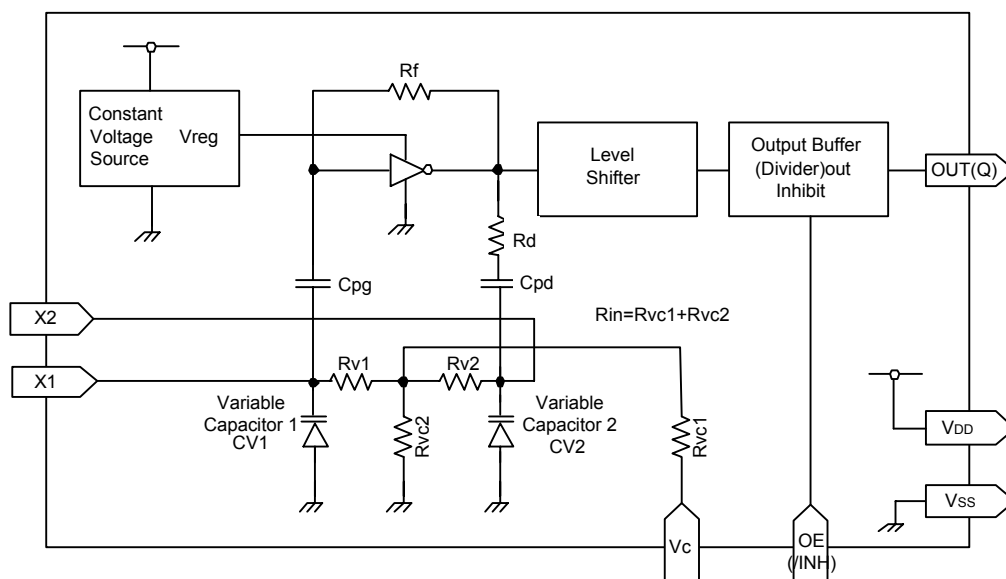 Rf
Constant
Voltage Vreg
Source
Level
Shifter
Output Buffer
(Divider)out
Inhibit
OUT(Q)
Rd
Cpg
Cpd
X2
Rin=Rvc1+Rvc2
X1
Rv1
Rv2
Variable
Capacitor 1
CV1
Rvc2
Variable
Capacitor 2
CV2
Rvc1
VDD
VSS
Vc
OE
(/INH)